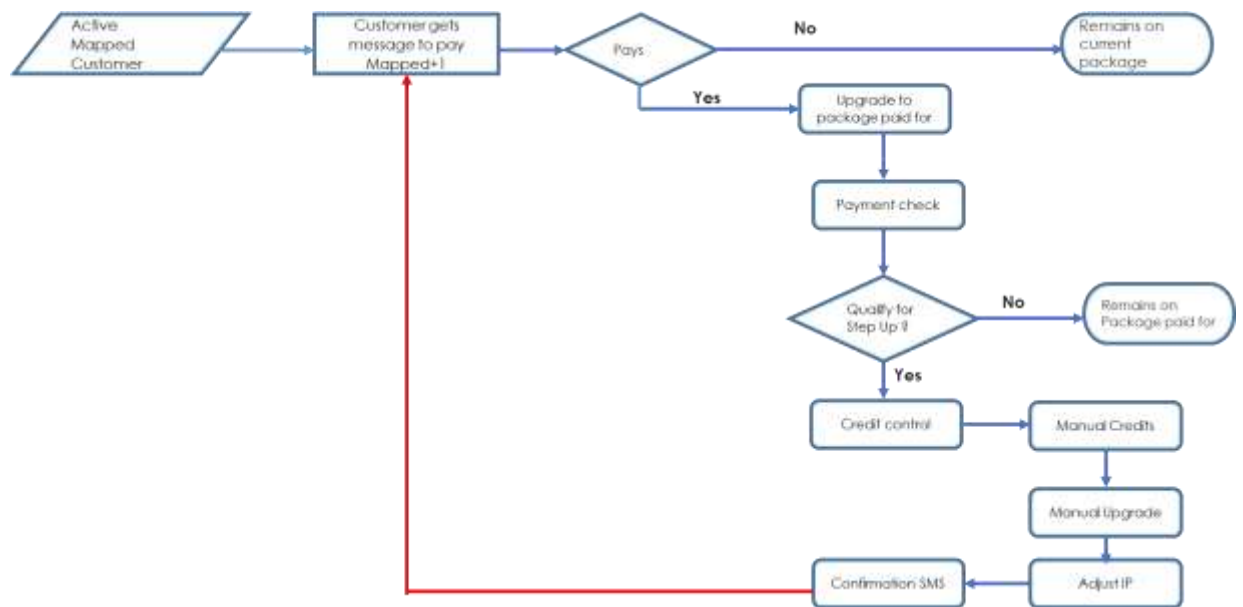 Active
Mapped
Customer
Customer gets
message to pay
Mapped+1
Pays
No
Remains on
current
package
Yes
Upgrade to
package paid for
Payment check
Qualify for
Step Up ?
No
Remains on
Package paid for
Yes
Credit control
Manual Credits
Manual Upgrade
Confirmation SMS
Adjust IP